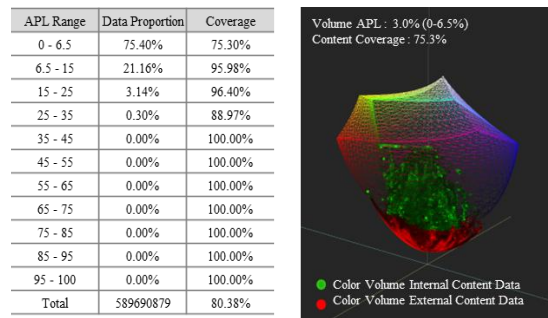 APL Range Data Proportion Coverage
0 - 6.5 75.40% 75.30%
6.5 - 15 21.16% 95.98%
15 - 25 3.14% 96.40%
25 - 35 0.30% 88.97%
35 - 45 0.00% 100.00%
45 - 55 0.00% 100.00%
55 - 65 0.00% 100.00%
65 - 75 0.00% 100.00%
75 - 85 0.00% 100.00%
85 - 95 0.00% 100.00%
95 - 100 0.00% 100.00%
Total 589690879 80.38%
Volume APL : 3.0% (0-6.5%)
Content Coverage : 75.3%
Color Volume Internal Content Data
Color Volume External Content Data